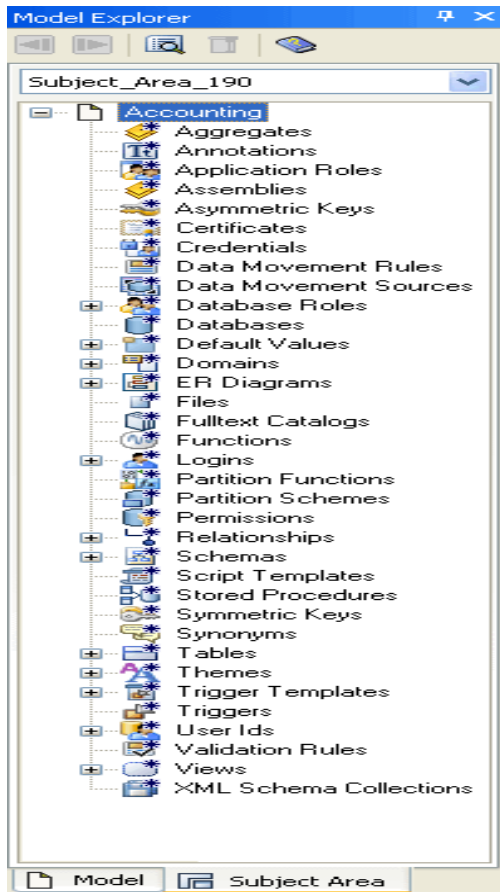 Model Explorer
Subject_Area_190
Accounting
Aggregates
Annotations
Application Roles
Assemblies
Asymmetric Keys
Certificates
Credentials
Data Movement Rules
Data Movement Sources
Database Roles
Databases
Default Values
Domains
ER Diagrams
Files
Fulltext Catalogs
Functions
Logins
Partition Functions
Partition Schemes
Permissions
Relationships
Schemas
Script Templates
Stored Procedures
Symmetric Keys
Synonyms
Tables
Themes
Trigger Templates
Triggers
User Ids
Validation Rules
Views
XML Schema Collections
Model Subject Area